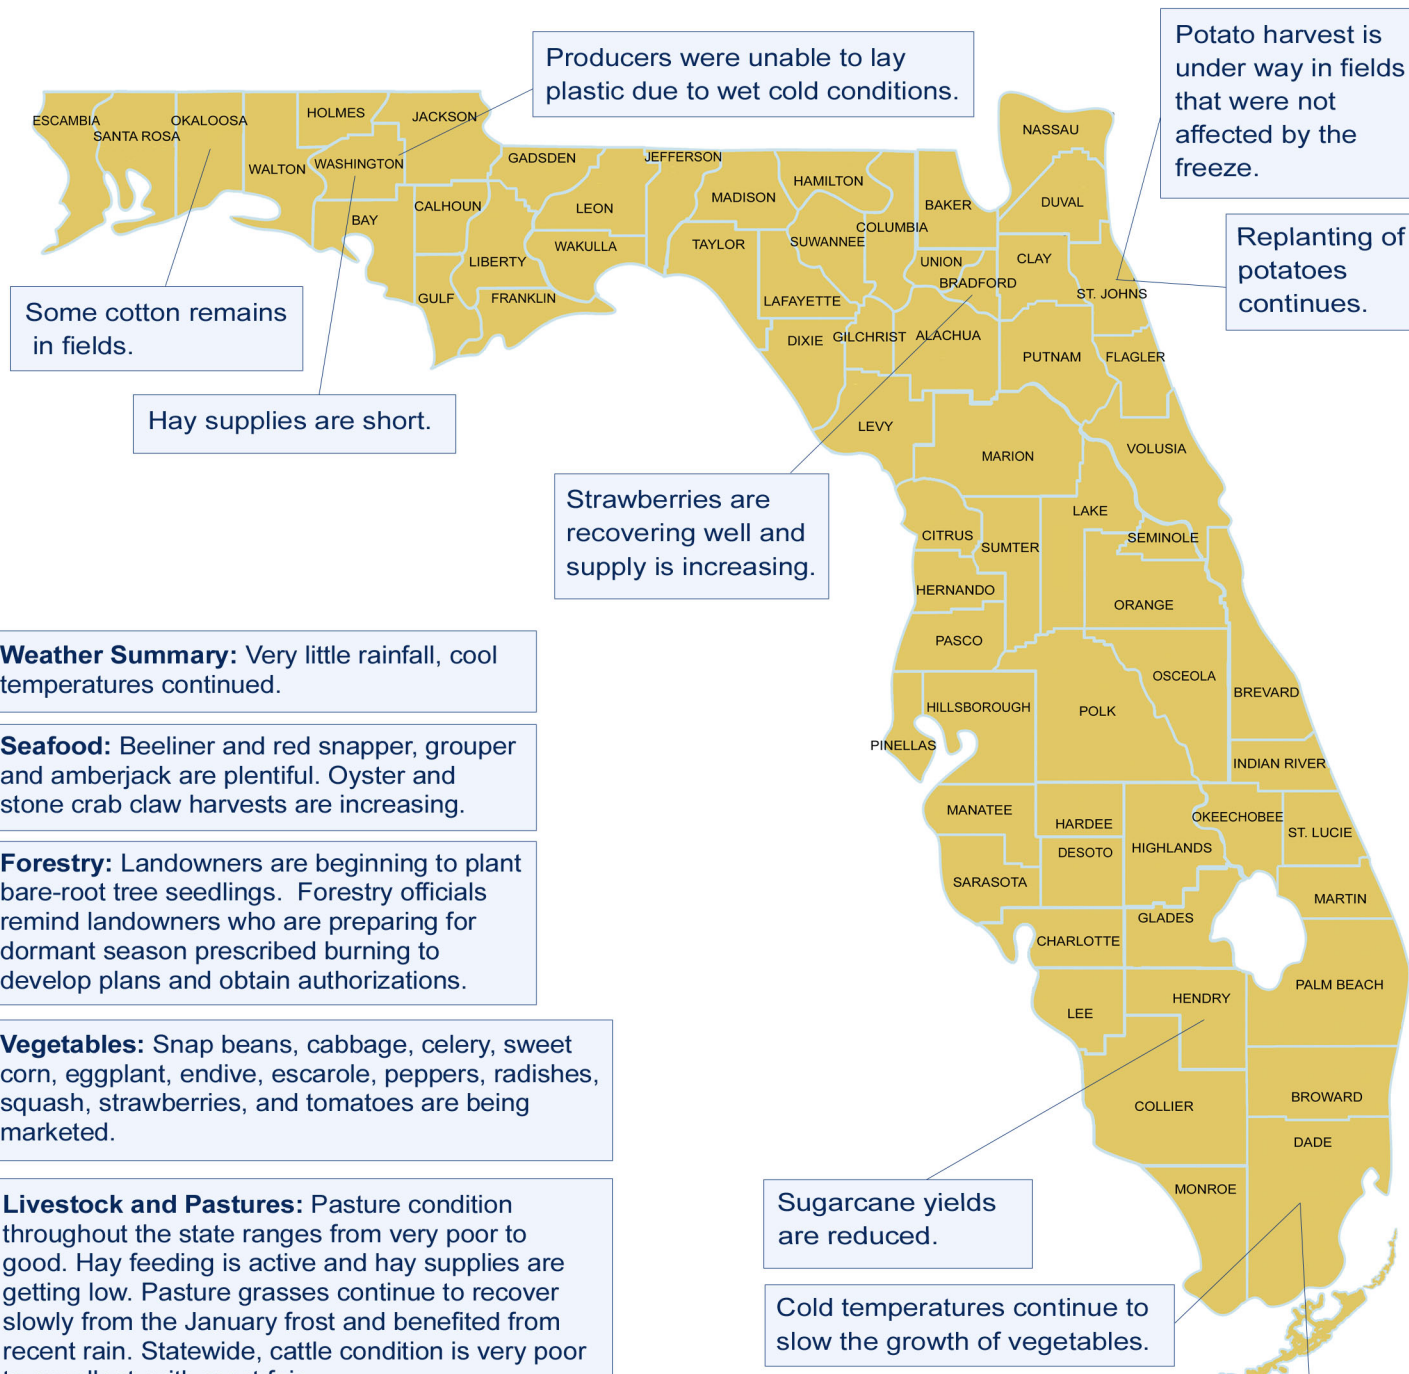 Producers were unable to lay
plastic due to wet cold conditions.
Potato harvest is
under way in fields
that were not
affected by the
freeze.
Replanting of
potatoes
continues.
Some cotton remains
in fields.
Hay supplies are short.
Strawberries are
recovering well and
supply is increasing.
ESCAMBIA
SANTA ROSA
OKALOOSA
WALTON
HOLMES
WASHINGTON
JACKSON
BAY
CALHOUN
GULF
GADSDEN
LIBERTY
FRANKLIN
LEON
WAKULLA
JEFFERSON
MADISON
TAYLOR
HAMILTON
SUWANNEE
LAFAYETTE
DIXIE
COLUMBIA
GILCHRIST
BAKER
UNION
BRADFORD
ALACHUA
NASSAU
DUVAL
CLAY
ST. JOHNS
PUTNAM
FLAGLER
LEVY
MARION
VOLUSIA
LAKE
CITRUS
SUMTER
SEMINOLE
HERNANDO
ORANGE
PASCO
OSCEOLA
BREVARD
HILLSBOROUGH
POLK
PINELLAS
INDIAN RIVER
MANATEE
HARDEE
OKEECHOBEE
ST. LUCIE
HIGHLANDS
DESOTO
SARASOTA
MARTIN
GLADES
CHARLOTTE
PALM BEACH
HENDRY
LEE
BROWARD
COLLIER
DADE
MONROE
Weather Summary: Very little rainfall, cool
temperatures continued.
Seafood: Beeliner and red snapper, grouper
and amberjack are plentiful. Oyster and
stone crab claw harvests are increasing.
Forestry: Landowners are beginning to plant
bare-root tree seedlings.  Forestry officials
remind landowners who are preparing for
dormant season prescribed burning to
develop plans and obtain authorizations.
Vegetables: Snap beans, cabbage, celery, sweet
corn, eggplant, endive, escarole, peppers, radishes,
squash, strawberries, and tomatoes are being
marketed.
Livestock and Pastures: Pasture condition
throughout the state ranges from very poor to
good. Hay feeding is active and hay supplies are
getting low. Pasture grasses continue to recover
slowly from the January frost and benefited from
recent rain. Statewide, cattle condition is very poor
Sugarcane yields
are reduced.
Cold temperatures continue to
slow the growth of vegetables.